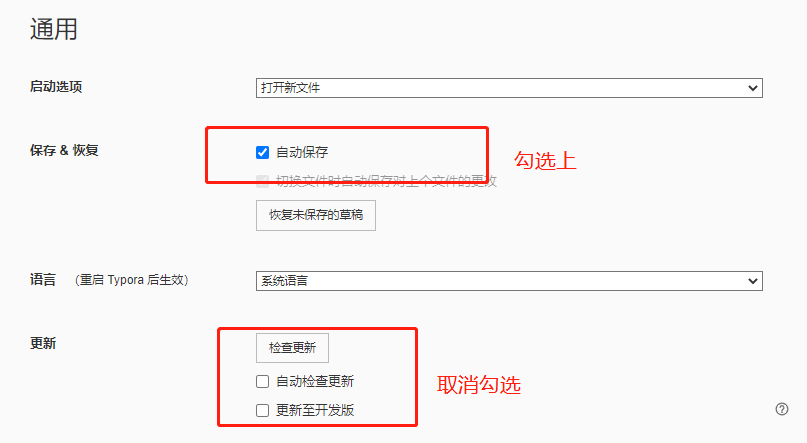 通用
启动选项
打开新文件
保存 & 恢复
自动保存
勾选上
切换文件时自动保存对上个文件的更改
恢复未保存的草稿
语言 （重启 Typora 后生效）
系统语言
更新
检查更新
自动检查更新
取消勾选
更新至开发版
?